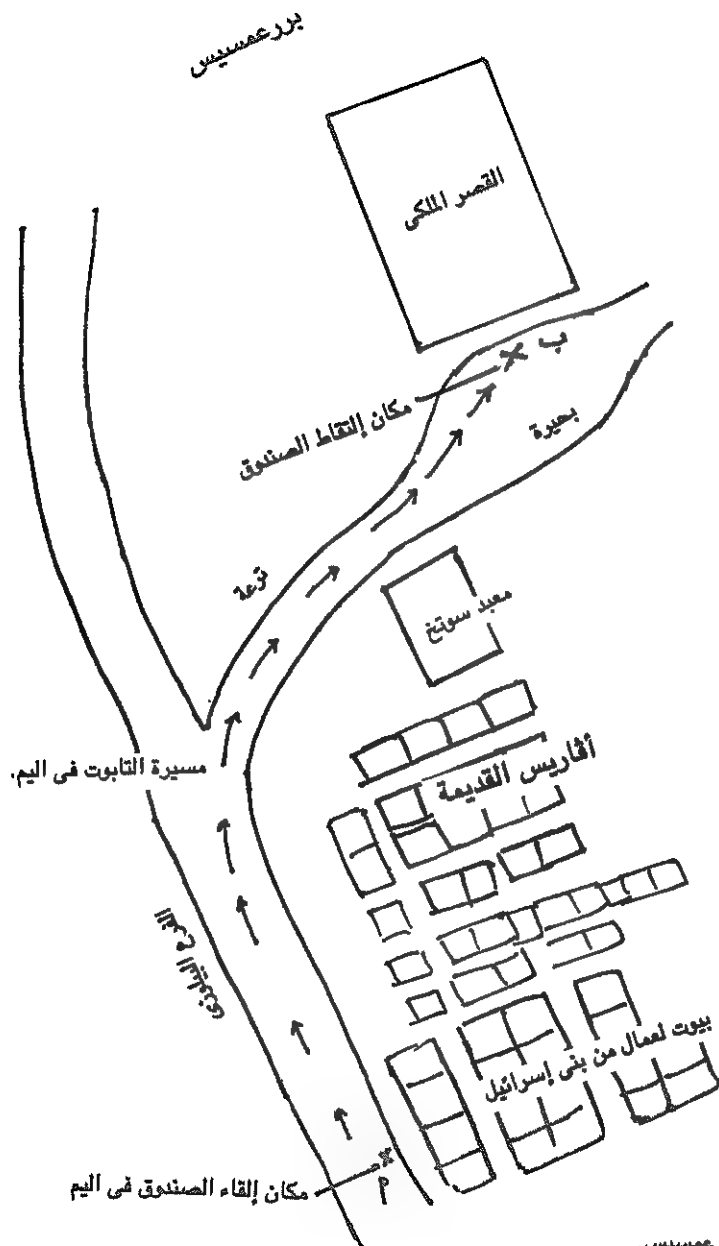 بررعمسيس
القصر الملكى
ب
مكان إلتقاط الصندوق
بحيرة
ترعة
معبد سوتخ
مسيرة التابوت فى اليم.
أڤاريس القديمة
الفرع البيلوزى
بيوت لعمال من بنى إسرائيل
مكان إلقاء الصندوق فى اليم